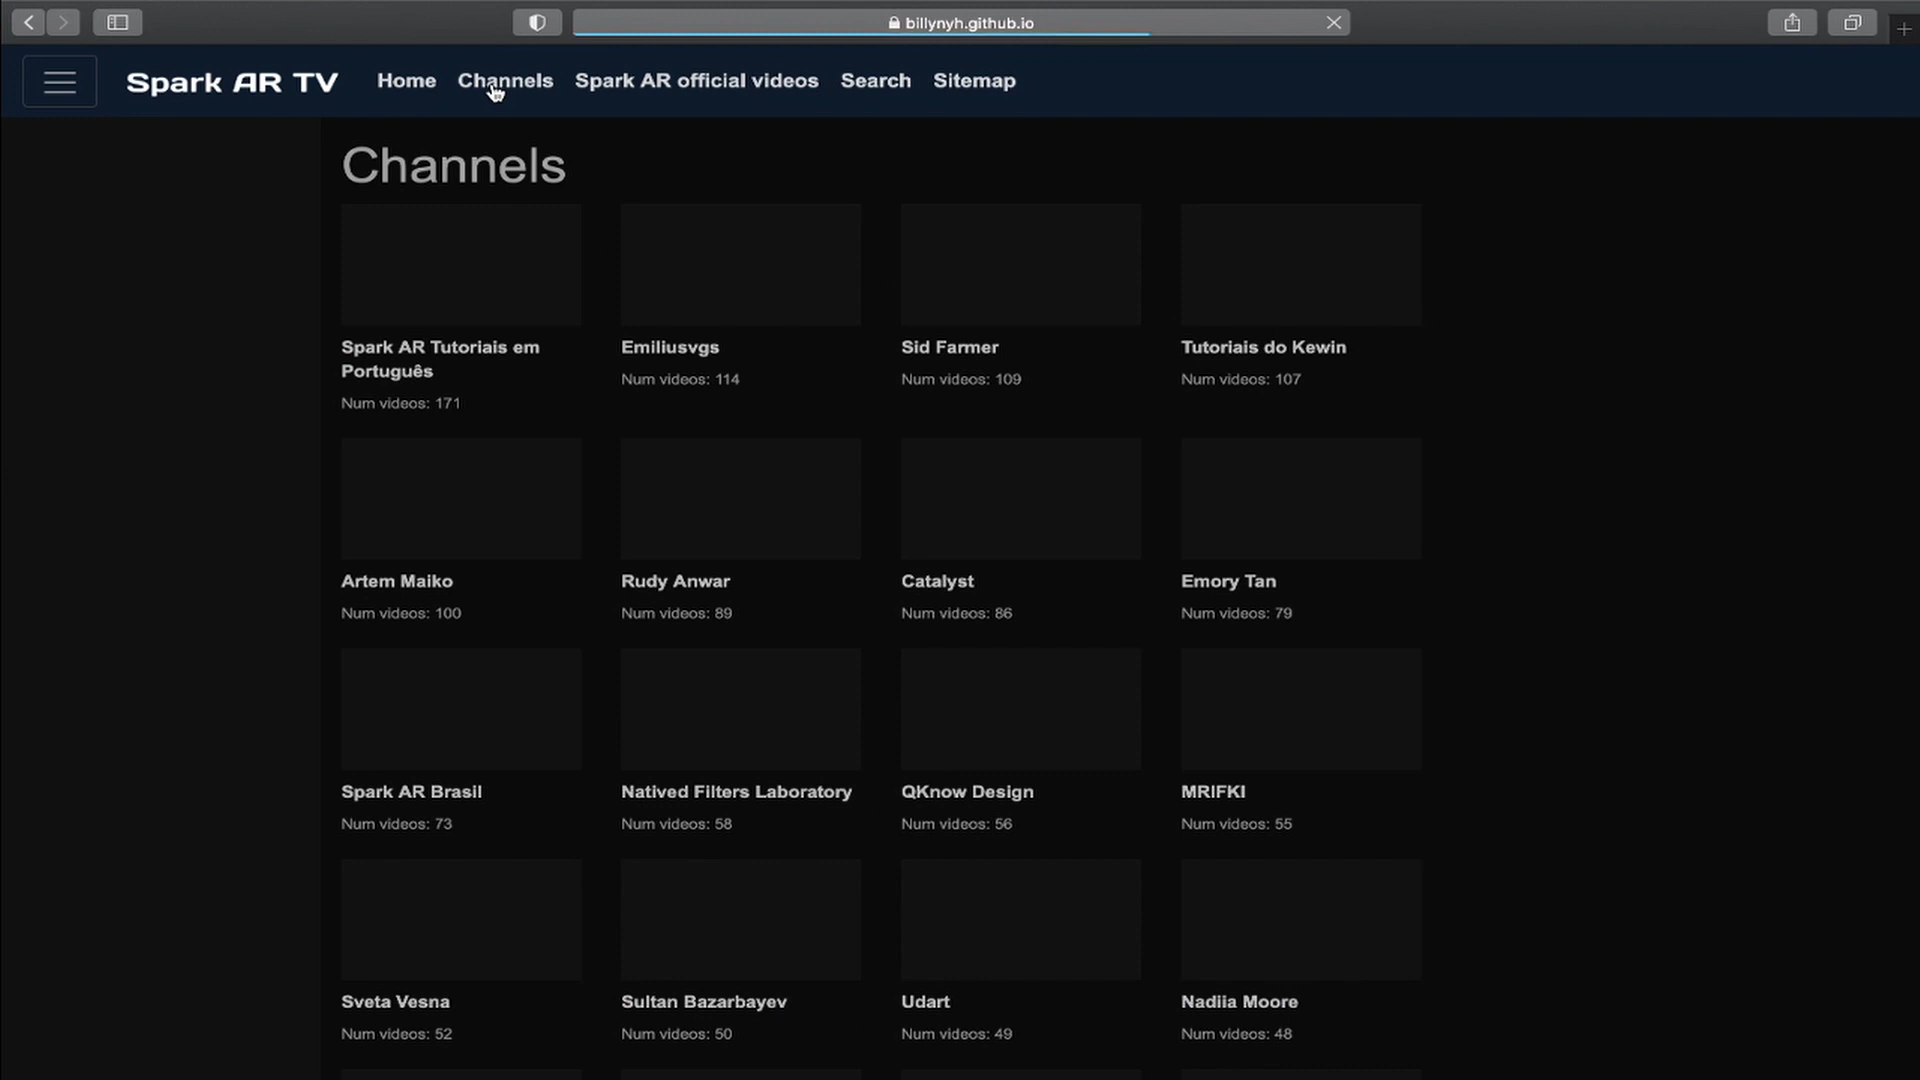 billynyh.github.io
Spark AR TV Home Channels Spark AR official videos Search Sitemap
Channels
Spark AR Tutoriais em
Português
Num videos: 171
Emiliusvgs
Num videos: 114
Sid Farmer
Num videos: 109
Tutoriais do Kewin
Num videos: 107
Artem Maiko
Num videos: 100
Rudy Anwar
Num videos: 89
Catalyst
Num videos: 86
Emory Tan
Num videos: 79
Spark AR Brasil
Num videos: 73
Natived Filters Laboratory
Num videos: 58
QKnow Design
Num videos: 56
MRIFKI
Num videos: 55
Sveta Vesna
Num videos: 52
Sultan Bazarbayev
Num videos: 50
Udart
Num videos: 49
Nadiia Moore
Num videos: 48